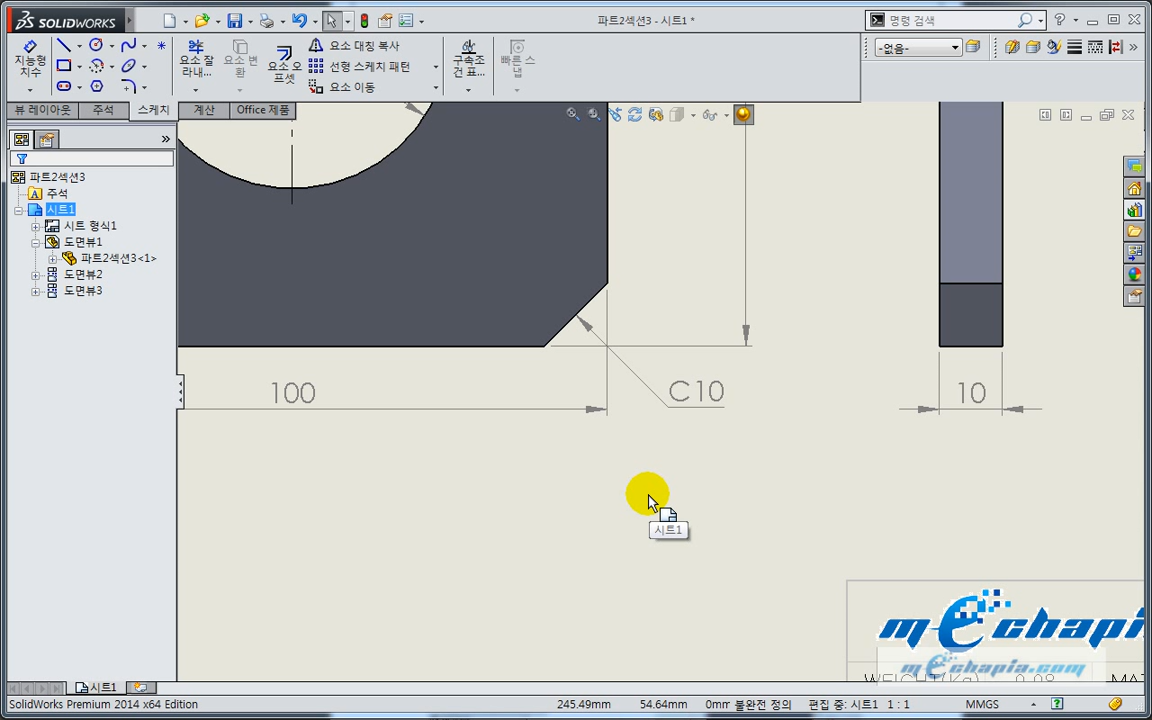 SOLIDWORKS
파트2섹션3 - 시트1 *
명령 검색
지능형 치수
요소 잘라내...
요소 변환
요소 오프셋
요소 대칭 복사
선형 스케치 패턴
요소 이동
구속조건 표...
빠른 스냅
-없음-
뷰 레이아웃
주석
스케치
계산
Office 제품
파트2섹션3
주석
시트1
시트 형식1
도면뷰1
파트2섹션3<1>
도면뷰2
도면뷰3
100
C10
10
시트1
mechapi
mechapia.com
WEIGHT(Kg)
0.08
시트1
SolidWorks Premium 2014 x64 Edition
245.49mm
54.64mm
0mm
불완전 정의
편집 중: 시트1
1 : 1
MMGS